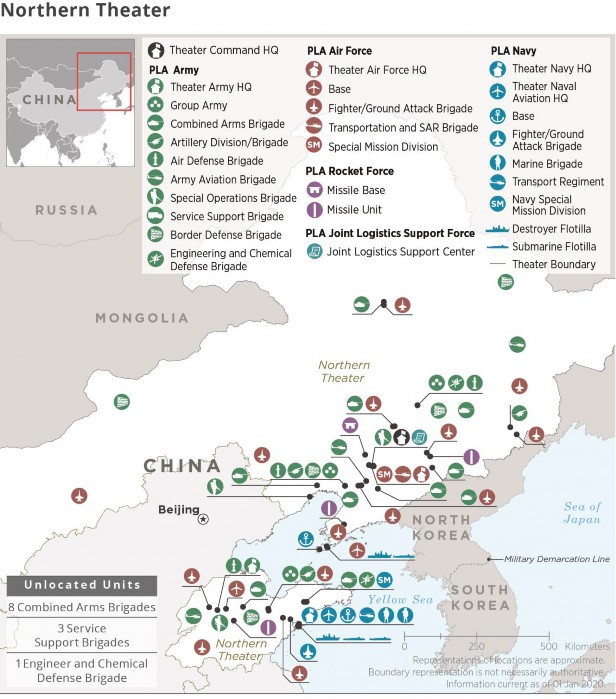 Northern Theater
CHINA
Theater Command HQ
PLA Army
Theater Army HQ
Group Army
Combined Arms Brigade
Artillery Division/Brigade
Air Defense Brigade
Army Aviation Brigade
Special Operations Brigade
Service Support Brigade
Border Defense Brigade
Engineering and Chemical
Defense Brigade
PLA Air Force
Theater Air Force HQ
Base
Fighter/Ground Attack Brigade
Transportation and SAR Brigade
SM
Special Mission Division
PLA Rocket Force
Missile Base
Missile Unit
PLA Joint Logistics Support Force
Joint Logistics Support Center
PLA Navy
Theater Navy HQ
Theater Naval
Aviation HQ
Base
Fighter/Ground
Attack Brigade
Marine Brigade
Transport Regiment
SM
Navy Special
Mission Division
Destroyer Flotilla
Submarine Flotilla
Theater Boundary
RUSSIA
MONGOLIA
Northern
Theater
CHINA
SM
Beijing
NORTH
KOREA
Sea of
Japan
Military Demarcation Line
SM
SOUTH
KOREA
Yellow Sea
Northern
Theater
Unlocated Units
8 Combined Arms Brigades
3 Service
Support Brigades
1 Engineer and Chemical
Defense Brigade
0 250 500 Kilometers
Representations of locations are approximate.
Boundary representation is not necessarily authoritative.
Information current as of 01 Jan 2020